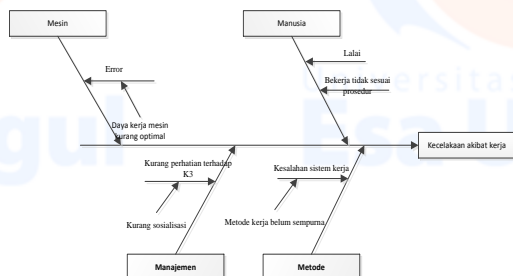 Mesin
Manusia
Error
Lalai
Bekerja tidak sesuai
prosedur
Daya kerja mesin
kurang optimal
Kecelakaan akibat kerja
Kurang perhatian terhadap
K3
Kesalahan sistem kerja
Kurang sosialisasi
Metode kerja belum sempurna
Manajemen
Metode